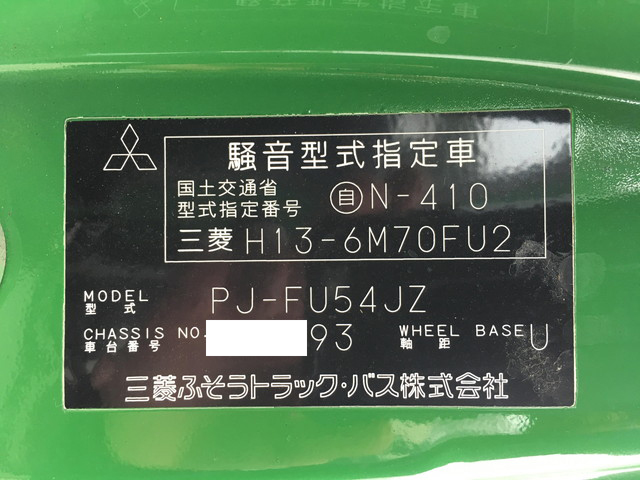 騒音型式指定車
国土交通省
型式指定番号 自N-410
三菱 H13-6M70FU2
MODEL
型式 PJ-FU54JZ
CHASSIS NO. 93 WHEEL BASE U
車台番号 軸距
三菱ふそうトラック・バス株式会社